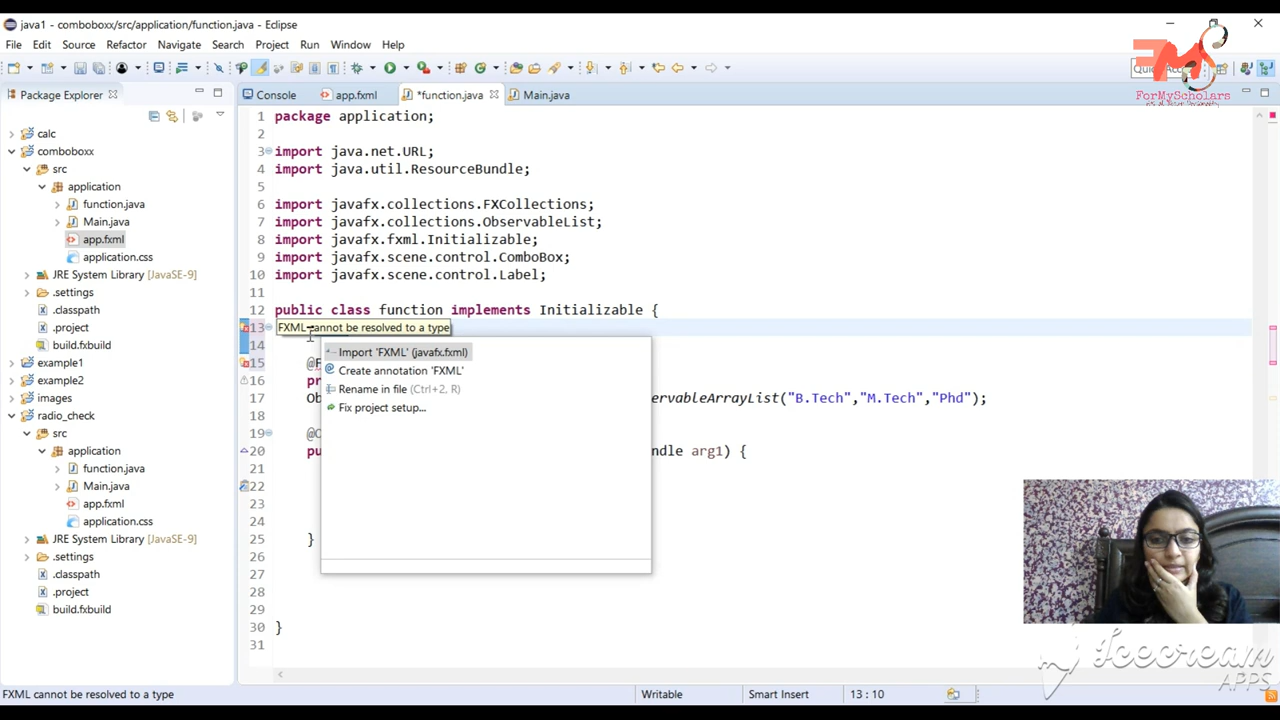 java1 - comboboxx/src/application/function.java - Eclipse
File Edit Source Refactor Navigate Search Project Run Window Help
FormyScholars
Package Explorer
Console app.fxml *function.java Main.java
calc
comboboxx
src
application
function.java
Main.java
app.fxml
application.css
JRE System Library [JavaSE-9]
.settings
.classpath
.project
build.fxbuild
example1
example2
images
radio_check
src
application
function.java
Main.java
app.fxml
application.css
JRE System Library [JavaSE-9]
.settings
.classpath
.project
build.fxbuild
1 package application;
2
3 import java.net.URL;
4 import java.util.ResourceBundle;
5
6 import javafx.collections.FXCollections;
7 import javafx.collections.ObservableList;
8 import javafx.fxml.Initializable;
9 import javafx.scene.control.ComboBox;
10 import javafx.scene.control.Label;
11
12 public class function implements Initializable {
13 FXML cannot be resolved to a type
14
15 @F
16 pr
17 Ob servableArrayList("B.Tech","M.Tech","Phd");
18
19 @O
20 pu ndle arg1) {
21
22
23
24
25 }
26
27
28
29
30 }
31
Import 'FXML' (javafx.fxml)
Create annotation 'FXML'
Rename in file (Ctrl+2, R)
Fix project setup...
FXML cannot be resolved to a type Writable Smart Insert 13 : 10
Icecream
APPS